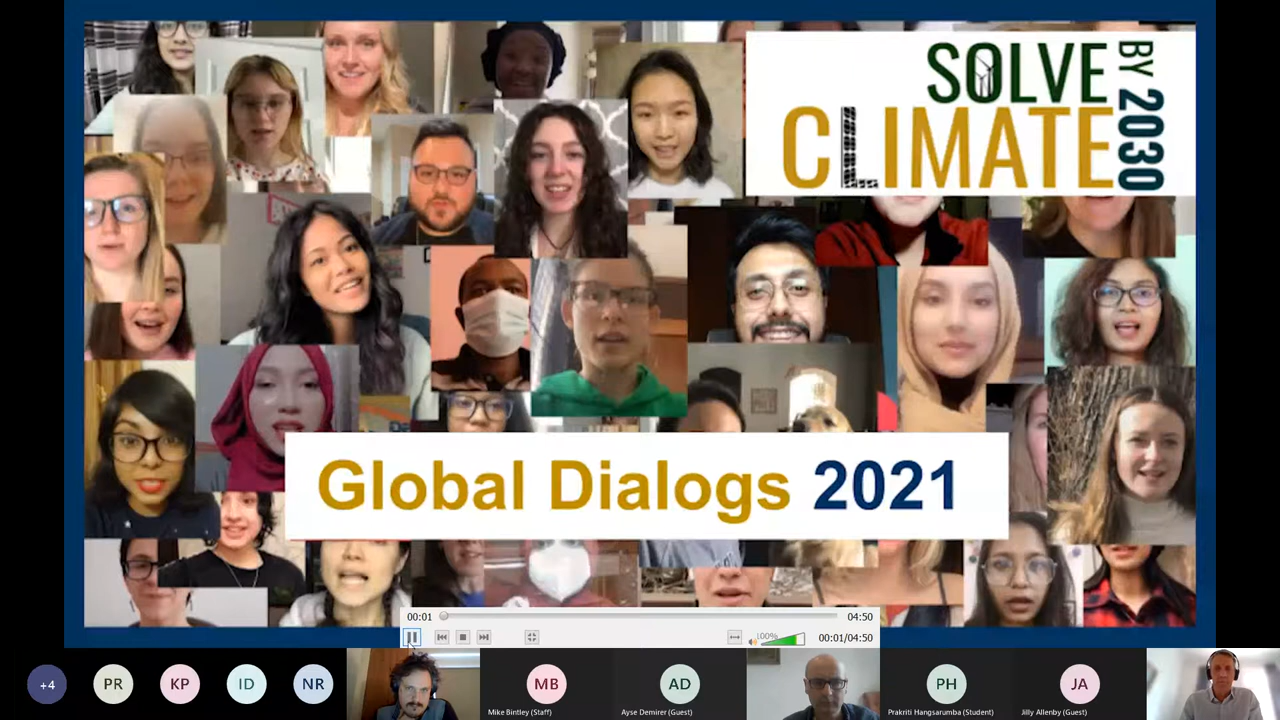 SOLVE
CLIMATE
BY 2030
Global Dialogs 2021
00:01
04:50
100%
00:01/04:50
+4
PR
KP
ID
NR
MB
AD
PH
JA
Mike Bintley (Staff)
Ayse Demirer (Guest)
Prakriti Hangsarumba (Student)
Jilly Allenby (Guest)